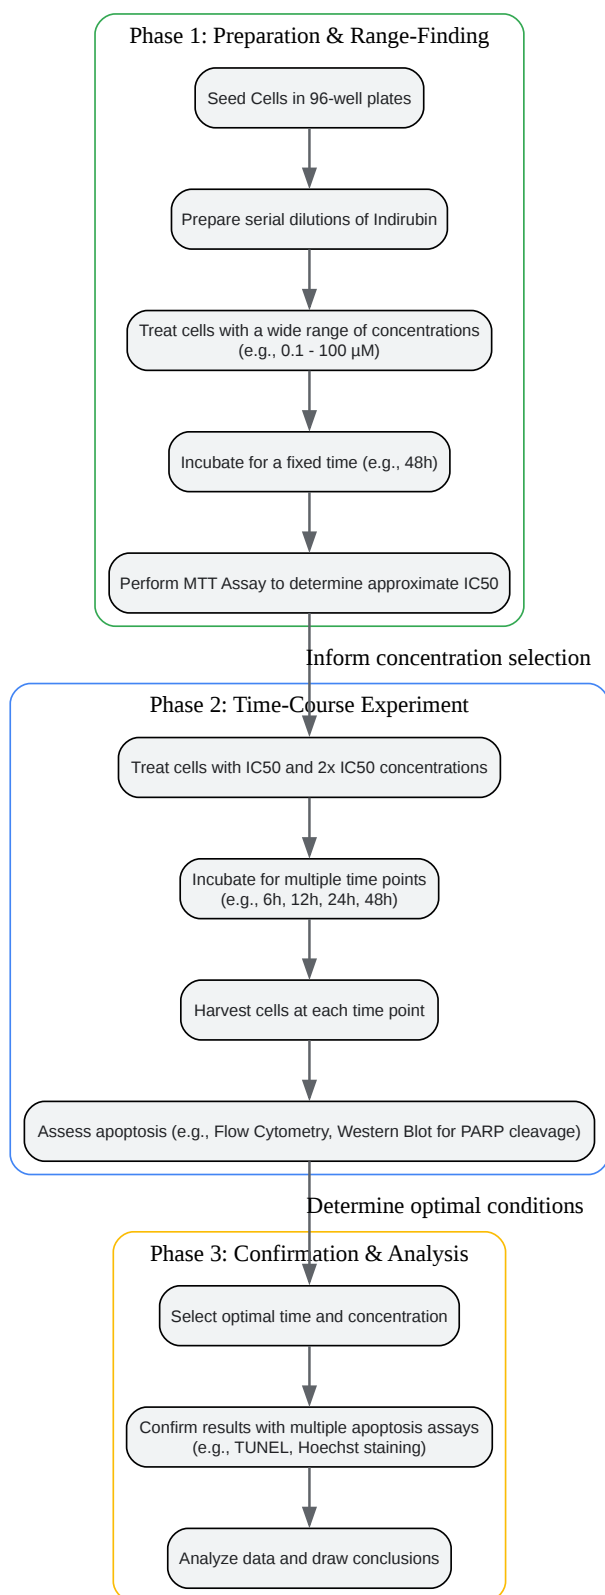 Phase 1: Preparation & Range-Finding
Seed Cells in 96-well plates
Prepare serial dilutions of Indirubin
Treat cells with a wide range of concentrations
(e.g., 0.1 - 100 µM)
Incubate for a fixed time (e.g., 48h)
Perform MTT Assay to determine approximate IC50
Inform concentration selection
Phase 2: Time-Course Experiment
Treat cells with IC50 and 2x IC50 concentrations
Incubate for multiple time points
(e.g., 6h, 12h, 24h, 48h)
Harvest cells at each time point
Assess apoptosis (e.g., Flow Cytometry, Western Blot for PARP cleavage)
Determine optimal conditions
Phase 3: Confirmation & Analysis
Select optimal time and concentration
Confirm results with multiple apoptosis assays
(e.g., TUNEL, Hoechst staining)
Analyze data and draw conclusions